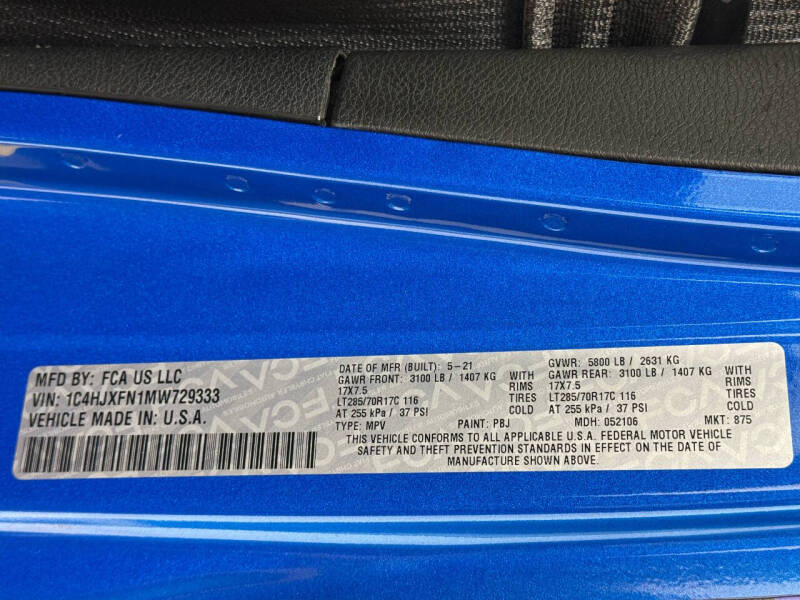 MFD BY: FCA US LLC
VIN: 1C4HJXFN1MW729333
VEHICLE MADE IN: U.S.A.
DATE OF MFR (BUILT): 5-21
GVWR: 5800 LB / 2631 KG
GAWR FRONT: 3100 LB / 1407 KG WITH
17X7.5 RIMS
LT285/70R17C 116 TIRES
AT 255 kPa / 37 PSI COLD
GAWR REAR: 3100 LB / 1407 KG WITH
17X7.5 RIMS
LT285/70R17C 116 TIRES
AT 255 kPa / 37 PSI COLD
TYPE: MPV PAINT: PBJ MDH: 052106 MKT: 875
THIS VEHICLE CONFORMS TO ALL APPLICABLE U.S.A. FEDERAL MOTOR VEHICLE
SAFETY AND THEFT PREVENTION STANDARDS IN EFFECT ON THE DATE OF
MANUFACTURE SHOWN ABOVE.